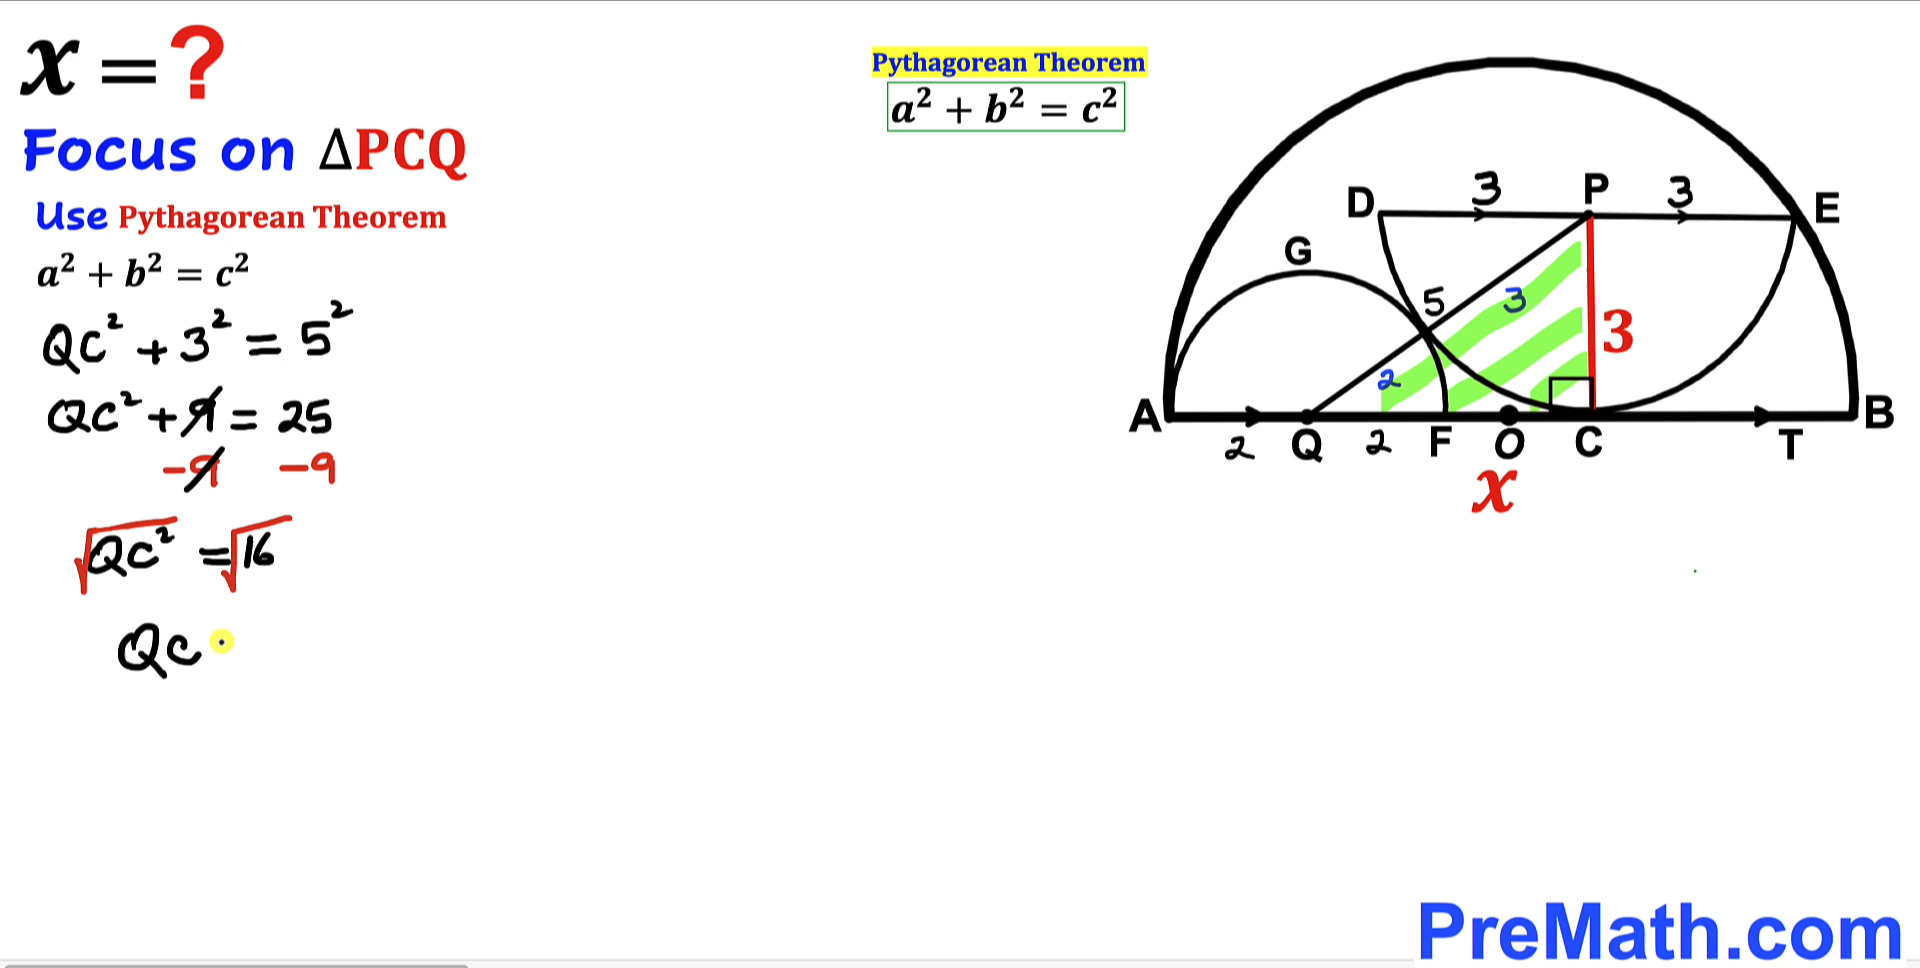 x = ?
Focus on ΔPCQ
Use Pythagorean Theorem
a² + b² = c²
QC² + 3² = 5²
QC² + 9 = 25
-9 -9
√QC² = √16
QC
Pythagorean Theorem
a² + b² = c²
D 3 P 3 E
G
5 3
3
2
A B
2 Q 2 F O C T
x
PreMath.com